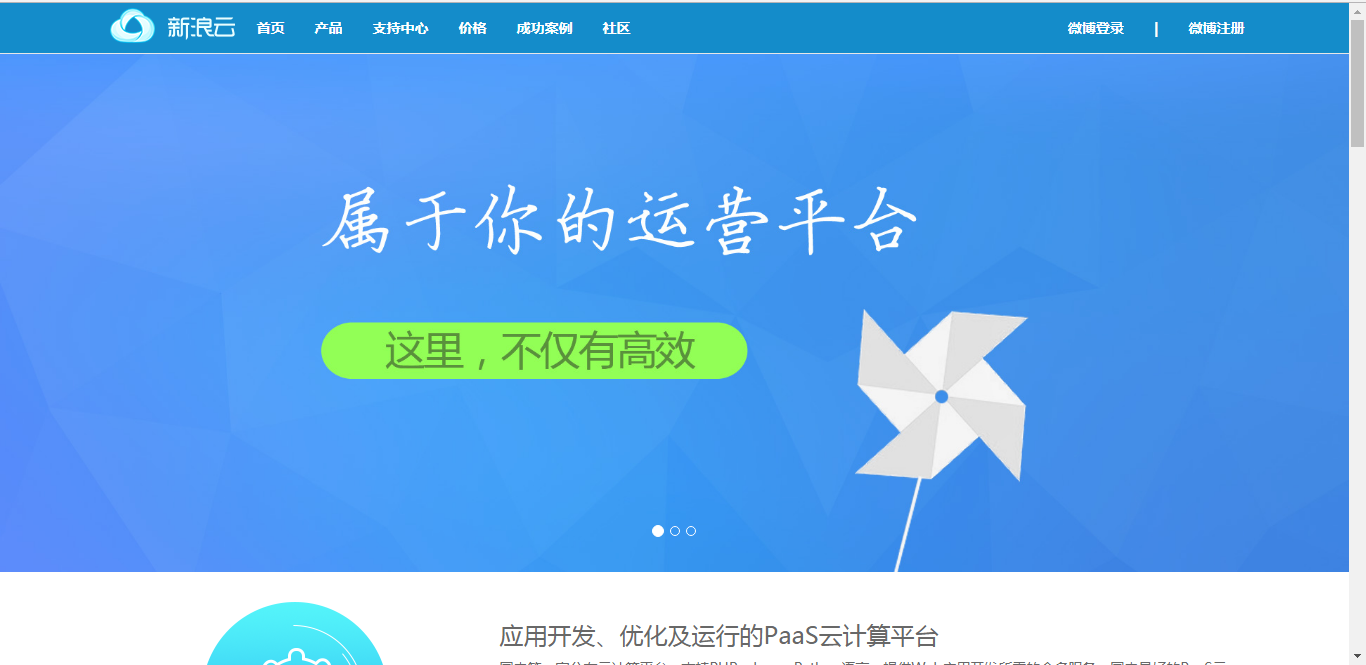 新浪云 首页 产品 支持中心 价格 成功案例 社区 微博登录 | 微博注册
属于你的运营平台
这里，不仅有高效
应用开发、优化及运行的PaaS云计算平台